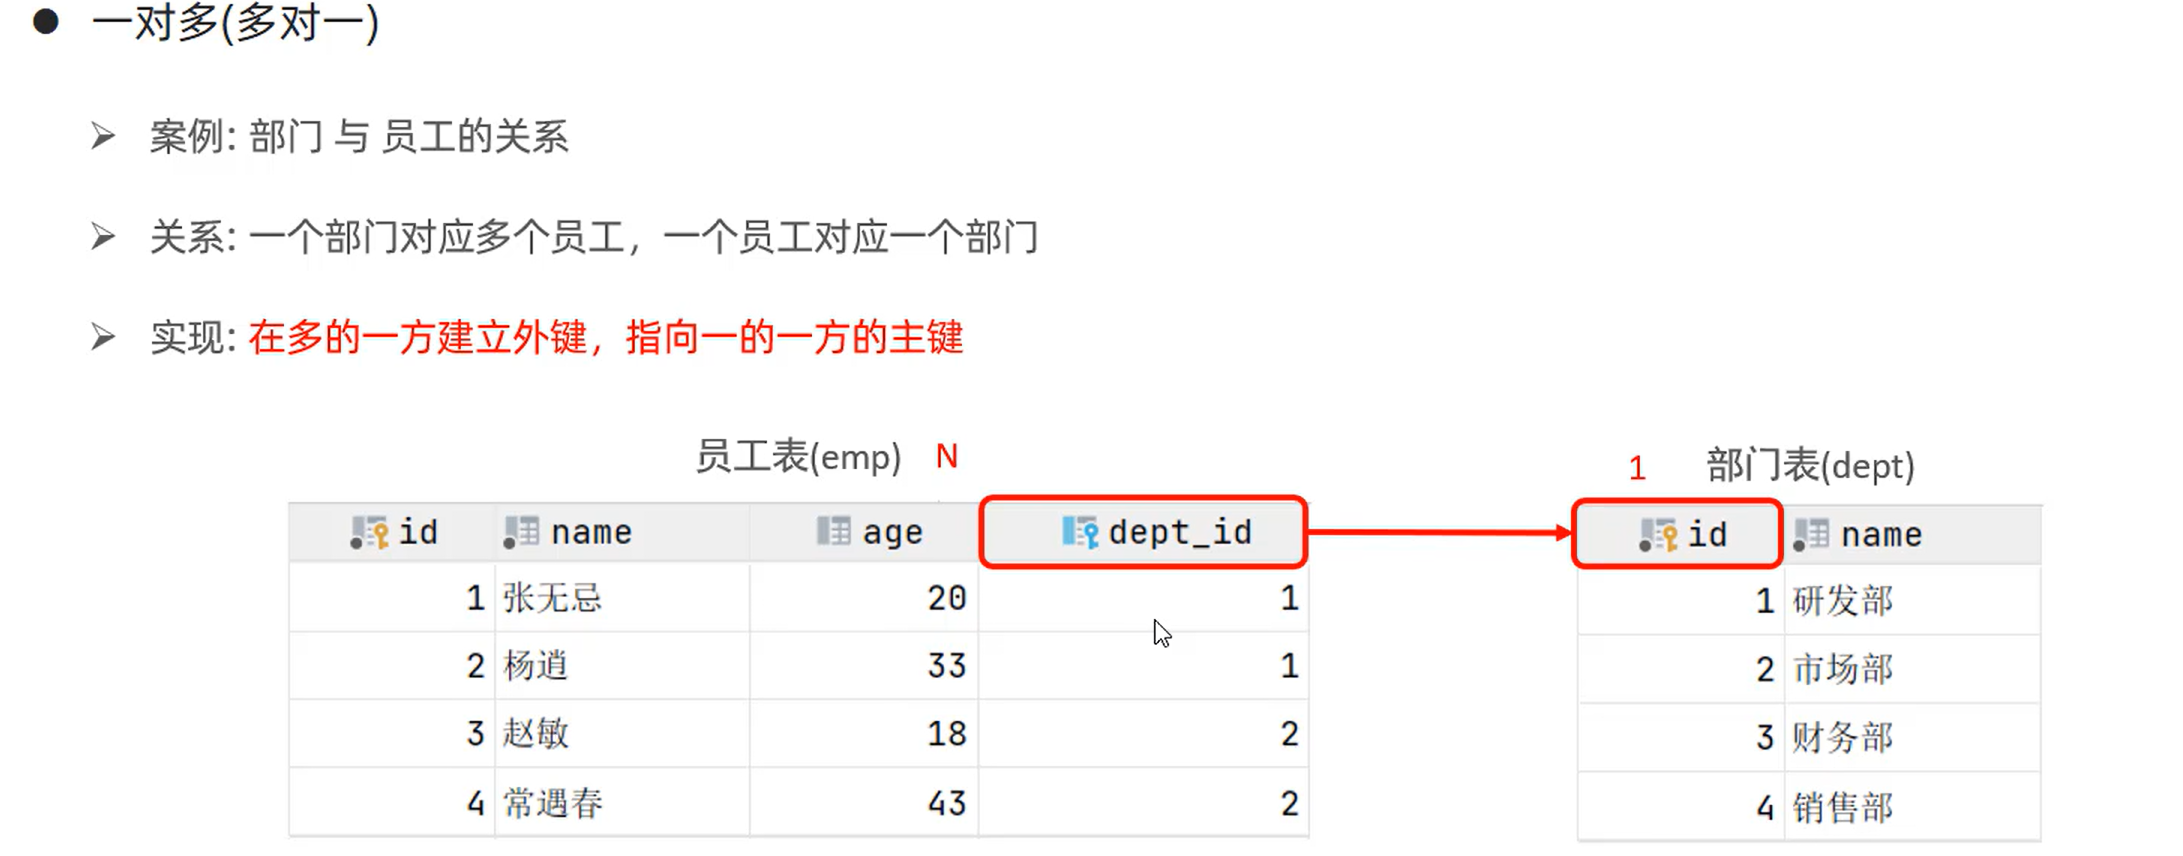 ● 一对多(多对一)
➢ 案例: 部门 与 员工的关系
➢ 关系: 一个部门对应多个员工，一个员工对应一个部门
➢ 实现: 在多的一方建立外键，指向一的一方的主键
员工表(emp) N
id name age dept_id
1 张无忌 20 1
2 杨逍 33 1
3 赵敏 18 2
4 常遇春 43 2
1 部门表(dept)
id name
1 研发部
2 市场部
3 财务部
4 销售部